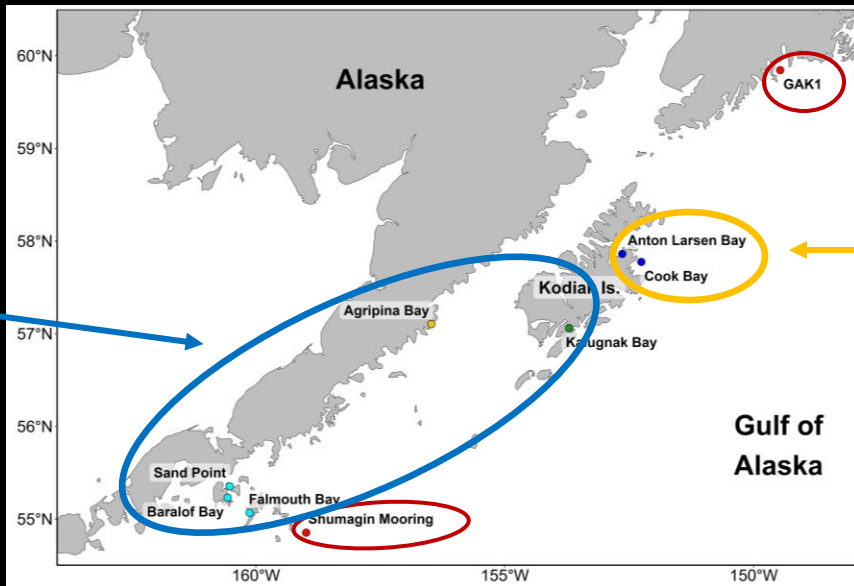 60°N
59°N
58°N
57°N
56°N
55°N
160°W
155°W
150°W
Alaska
GAK1
Anton Larsen Bay
Cook Bay
Kodiak Is.
Agripina Bay
Kaiugnak Bay
Gulf of
Alaska
Sand Point
Falmouth Bay
Baralof Bay
Shumagin Mooring